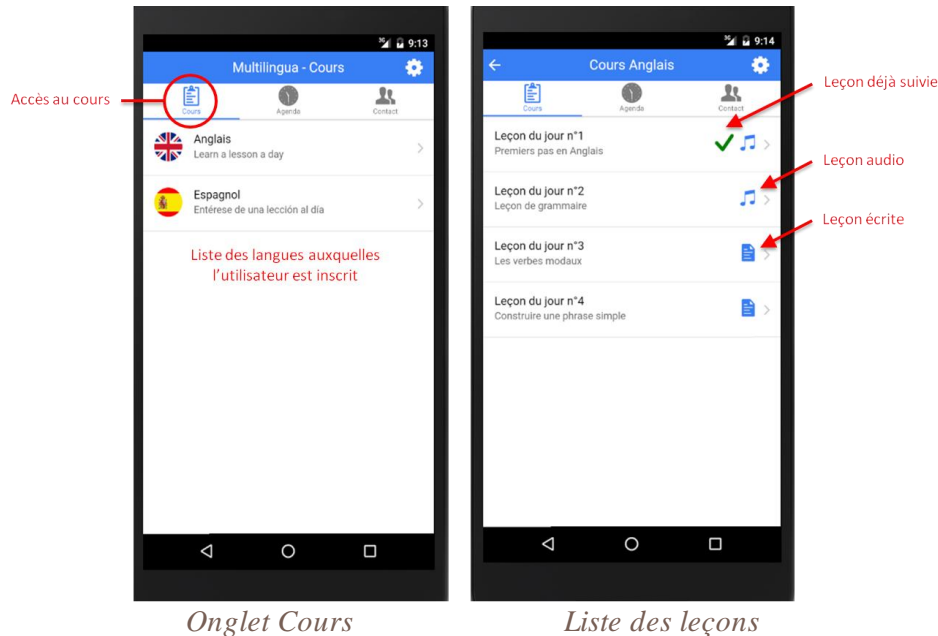 9:13
Multilingua - Cours
Cours
Agenda
Contact
Accès au cours
Anglais
Learn a lesson a day
Espagnol
Entérese de una lección al día
Liste des langues auxquelles
l'utilisateur est inscrit
Onglet Cours
9:14
Cours Anglais
Cours
Agenda
Contact
Leçon du jour n°1
Premiers pas en Anglais
Leçon du jour n°2
Leçon de grammaire
Leçon du jour n°3
Les verbes modaux
Leçon du jour n°4
Construire une phrase simple
Leçon déjà suivie
Leçon audio
Leçon écrite
Liste des leçons